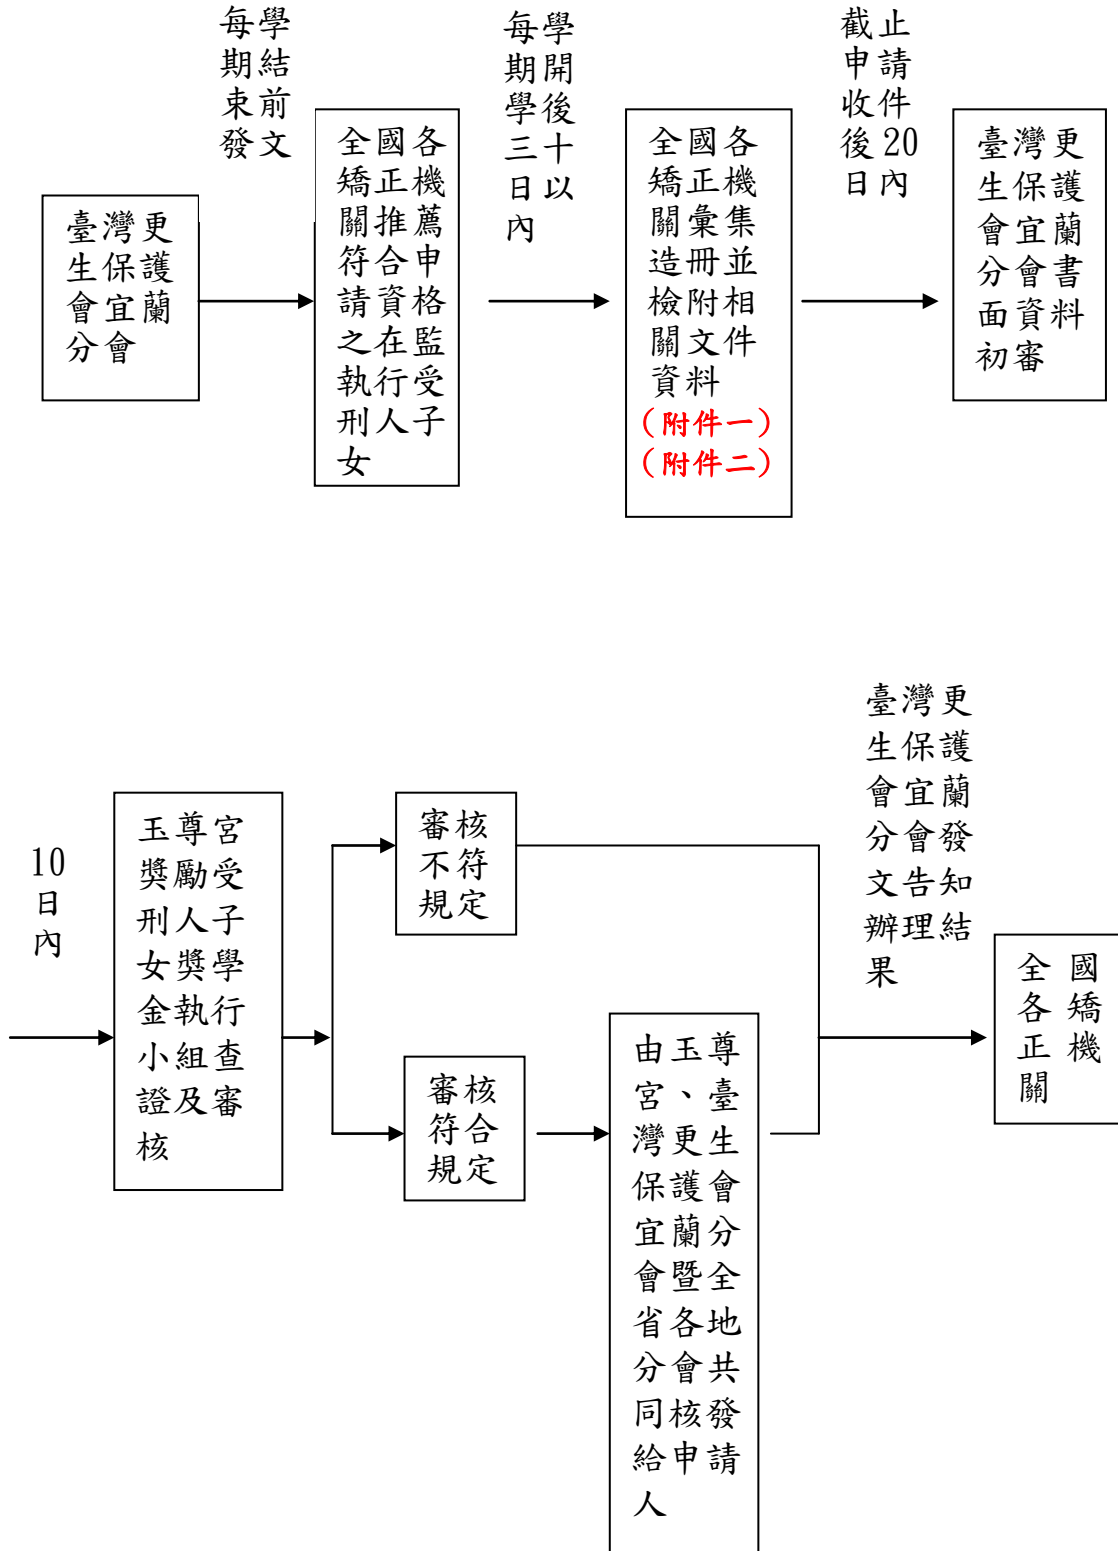 每學
期結
束前
發文
每學
期開
學後
三十
日以
內
截止
申請
收件
後20
日內
臺灣更
生保護
會宜蘭
分會
全國各
矯正機
關推薦
符合申
請資格
之在監
執行受
刑人子
女
全國各
矯正機
關彙集
造冊並
檢附相
關文件
資料
(附件一)
(附件二)
臺灣更
生保護
會宜蘭
分會書
面資料
初審
10
日
內
玉尊宮
獎勵受
刑人子
女獎學
金執行
小組查
證及審
核
審核
不符
規定
審核
符合
規定
由玉尊
宮、臺
灣更生
保護會
宜蘭分
會暨全
省各地
分會共
同核發
給申請
人
臺灣更
生保護
會宜蘭
分會發
文告知
辦理結
果
全國
各矯
正機
關